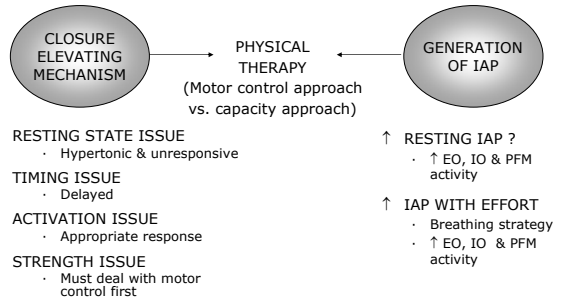 CLOSURE
ELEVATING
MECHANISM
PHYSICAL
THERAPY
(Motor control approach
vs. capacity approach)
GENERATION
OF IAP
RESTING STATE ISSUE
· Hypertonic & unresponsive
TIMING ISSUE
· Delayed
ACTIVATION ISSUE
· Appropriate response
STRENGTH ISSUE
· Must deal with motor
control first
↑ RESTING IAP ?
· ↑ EO, IO & PFM
activity
↑ IAP WITH EFFORT
· Breathing strategy
· ↑ EO, IO & PFM
activity